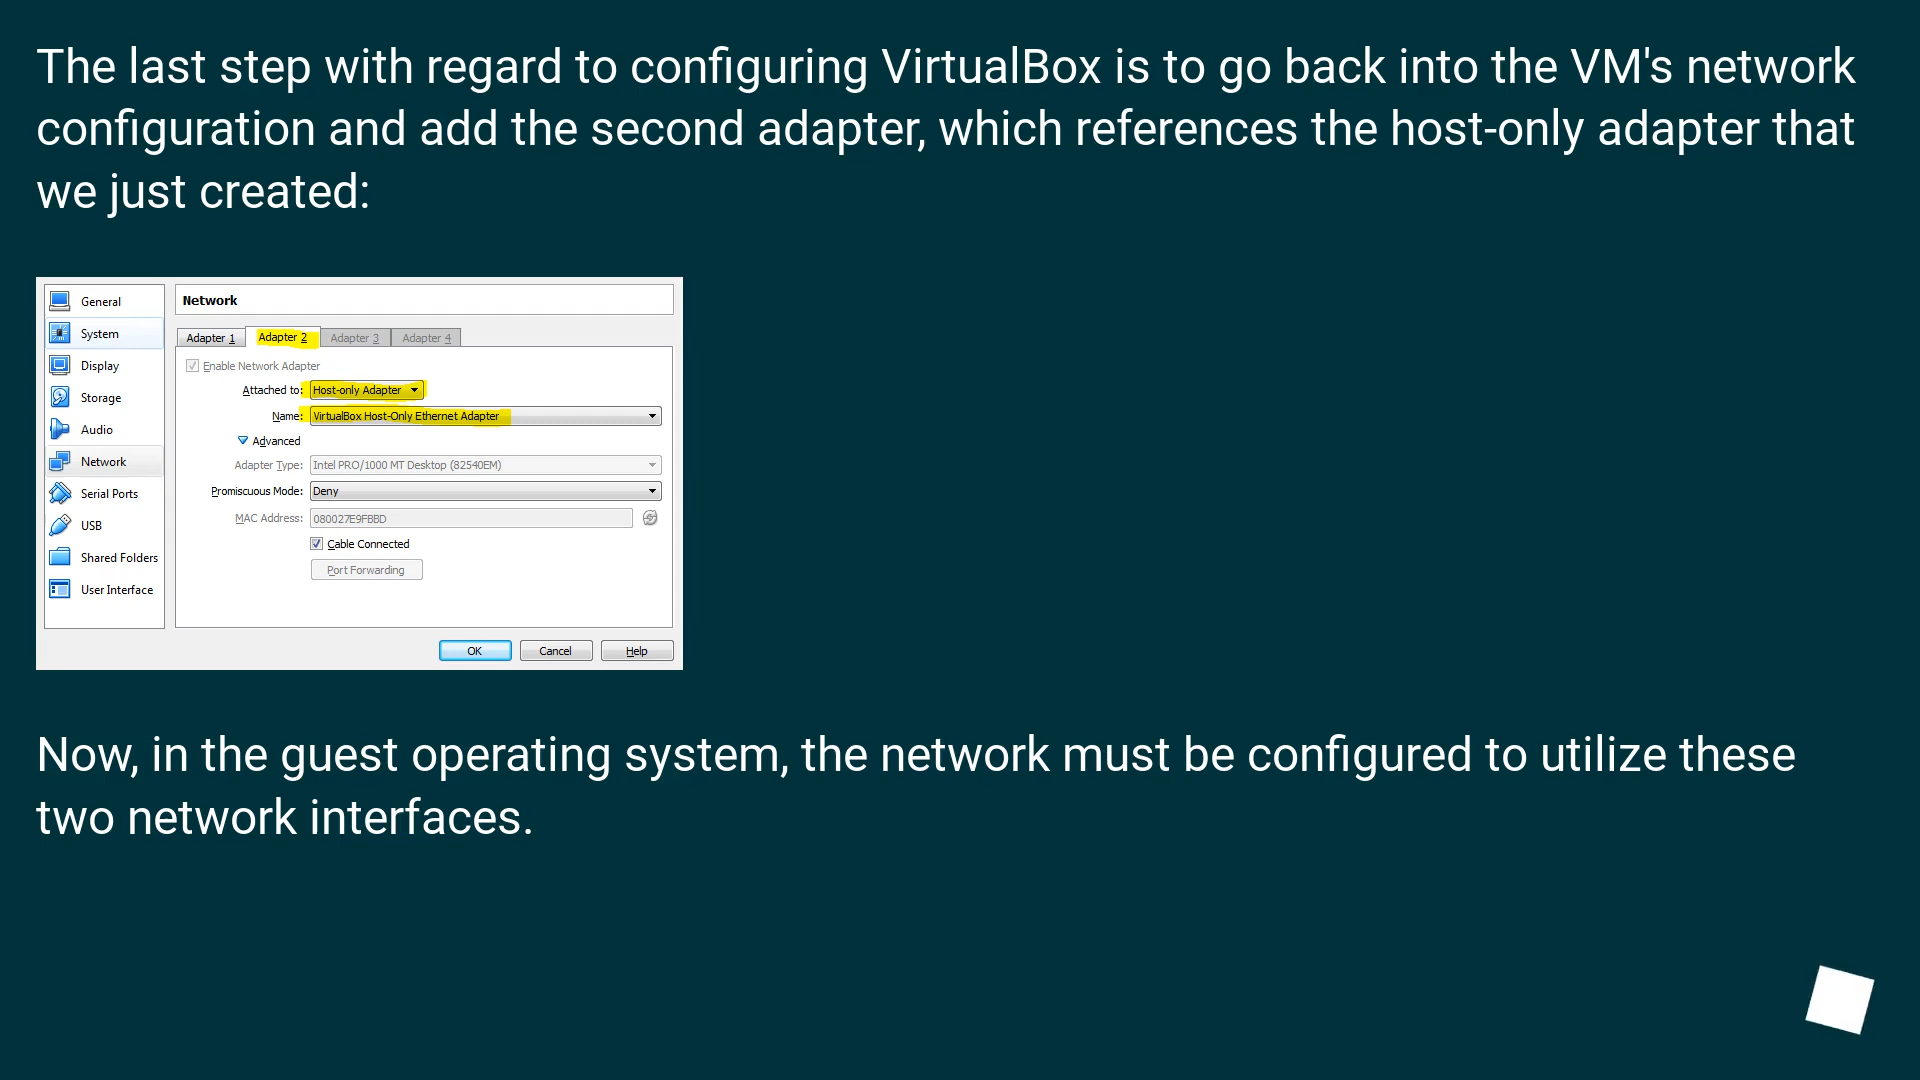 The last step with regard to configuring VirtualBox is to go back into the VM's network
configuration and add the second adapter, which references the host-only adapter that
we just created:
General
System
Display
Storage
Audio
Network
Serial Ports
USB
Shared Folders
User Interface
Network
Adapter 1 Adapter 2 Adapter 3 Adapter 4
Enable Network Adapter
Attached to: Host-only Adapter
Name: VirtualBox Host-Only Ethernet Adapter
Advanced
Adapter Type: Intel PRO/1000 MT Desktop (82540EM)
Promiscuous Mode: Deny
MAC Address: 080027E9FBBD
Cable Connected
Port Forwarding
OK Cancel Help
Now, in the guest operating system, the network must be configured to utilize these
two network interfaces.